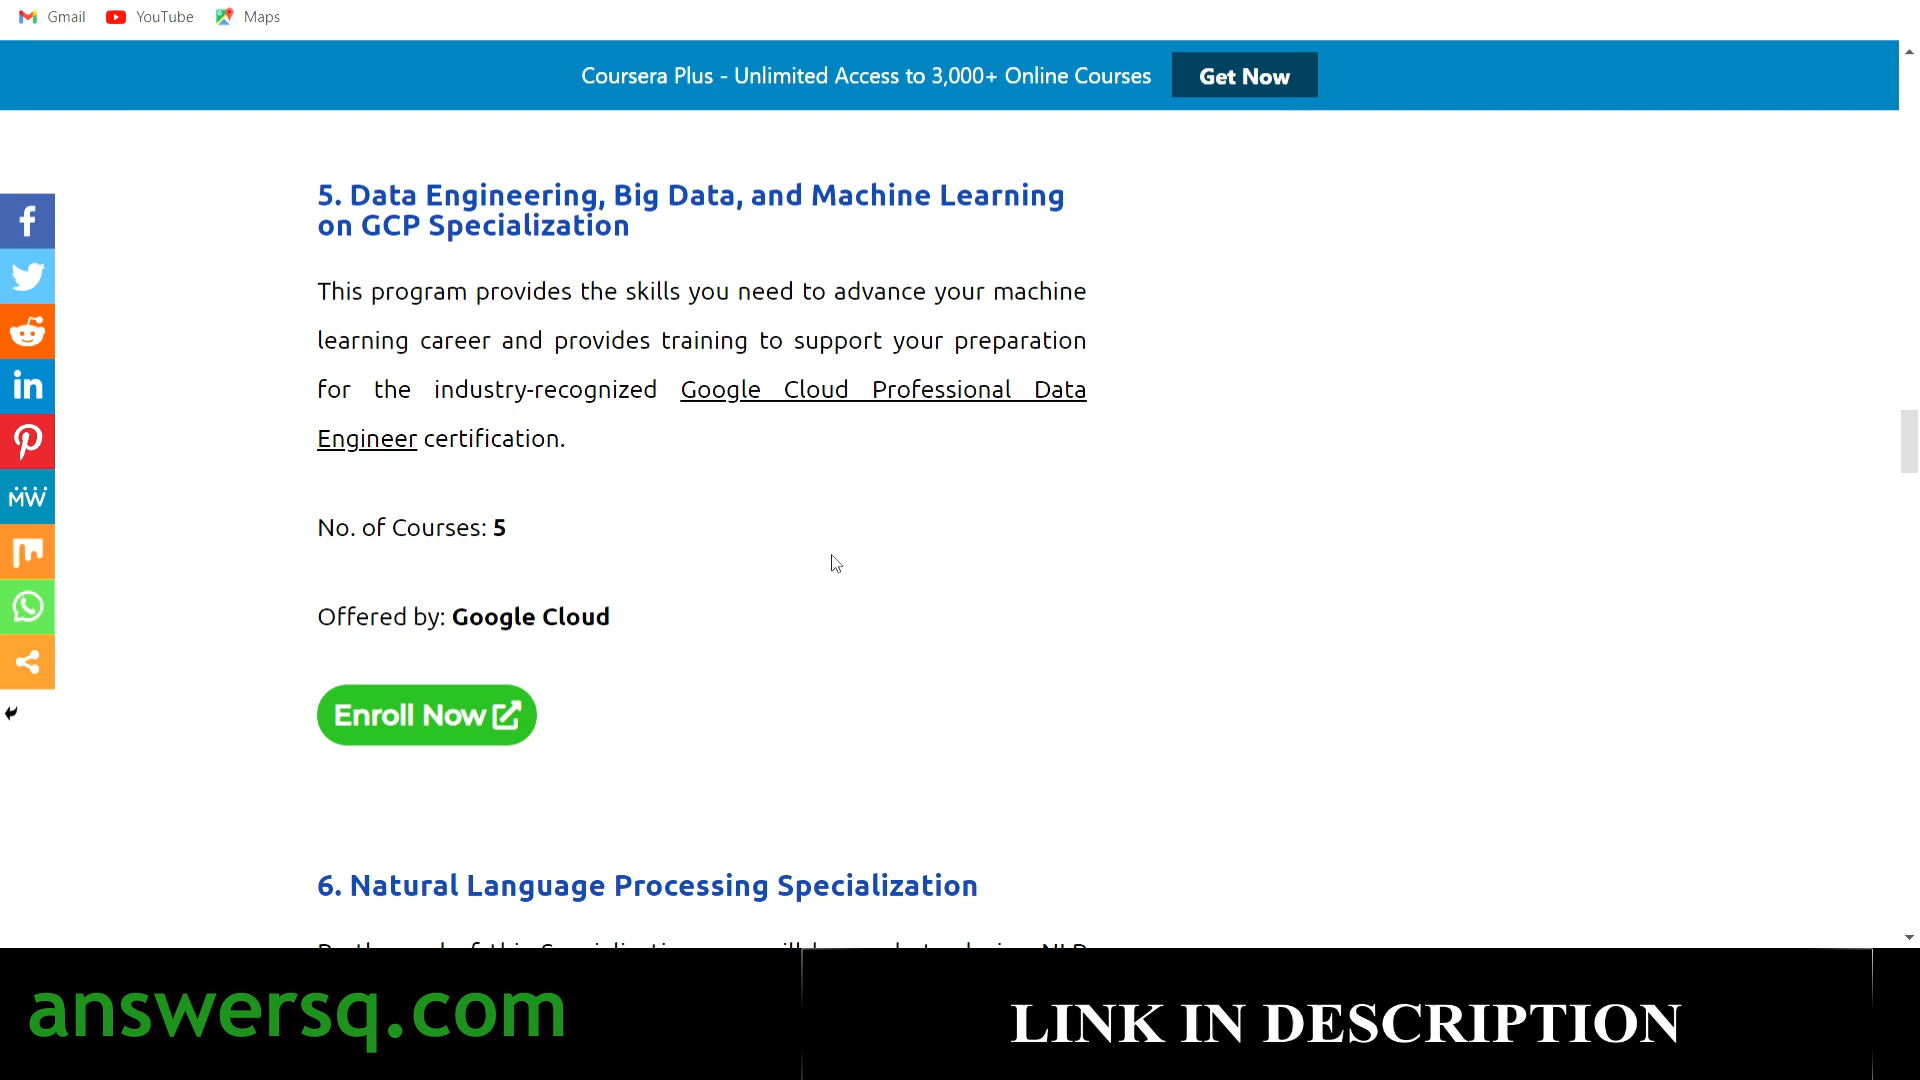 Gmail YouTube Maps
Coursera Plus - Unlimited Access to 3,000+ Online Courses Get Now
5. Data Engineering, Big Data, and Machine Learning
on GCP Specialization
This program provides the skills you need to advance your machine
learning career and provides training to support your preparation
for the industry-recognized Google Cloud Professional Data
Engineer certification.
No. of Courses: 5
Offered by: Google Cloud
Enroll Now
6. Natural Language Processing Specialization
answersq.com
LINK IN DESCRIPTION